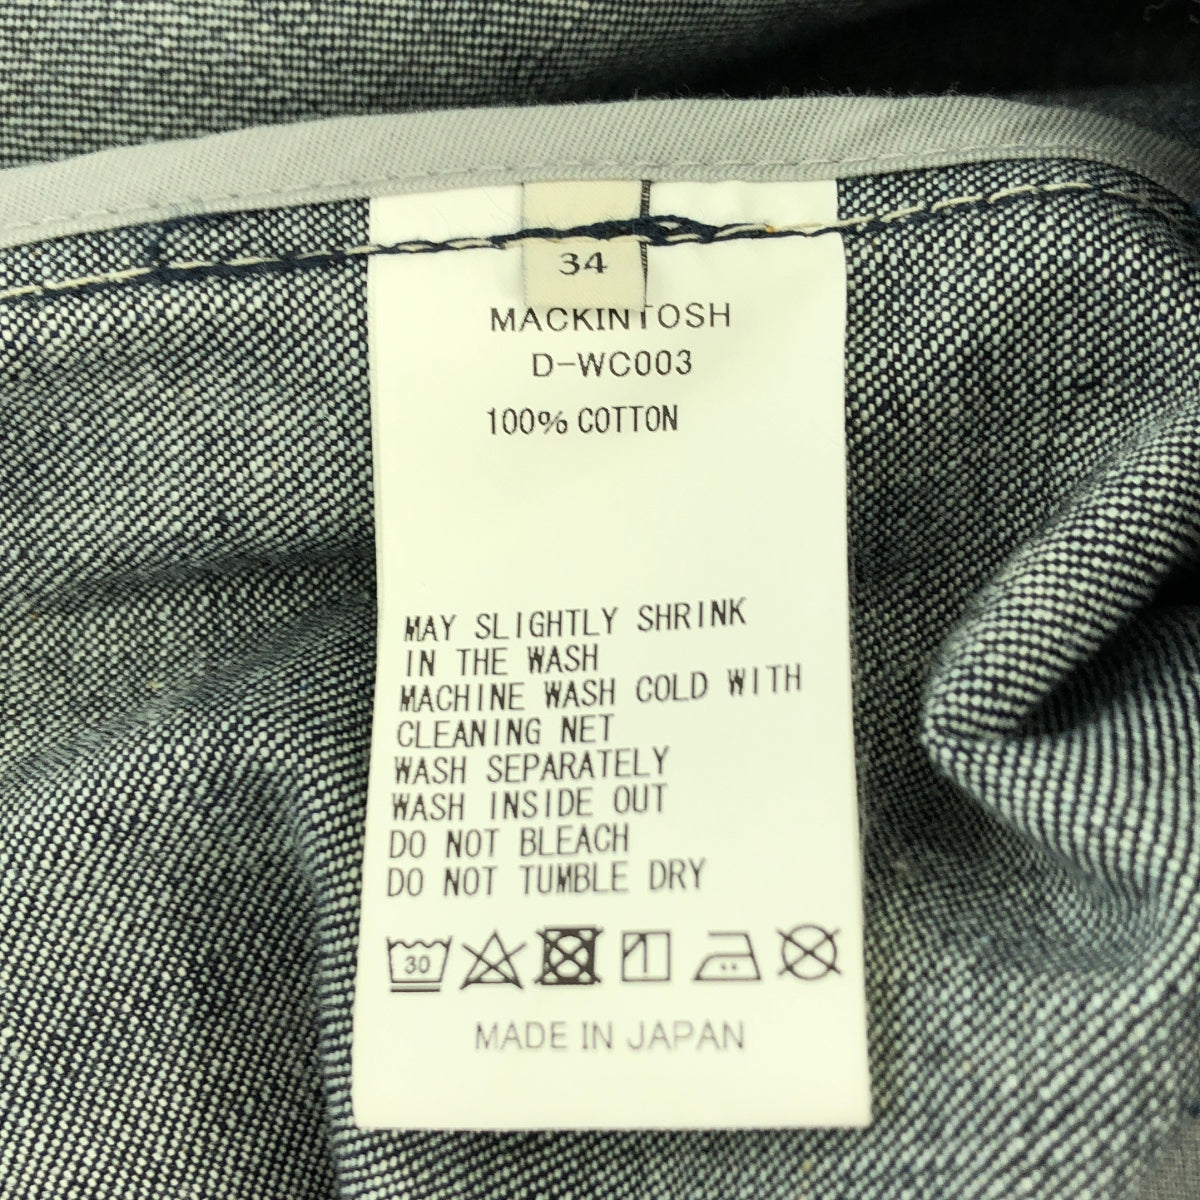 34
MACKINTOSH
D-WC003
100% COTTON
MAY SLIGHTLY SHRINK
IN THE WASH
MACHINE WASH COLD WITH
CLEANING NET
WASH SEPARATELY
WASH INSIDE OUT
DO NOT BLEACH
DO NOT TUMBLE DRY
30
MADE IN JAPAN